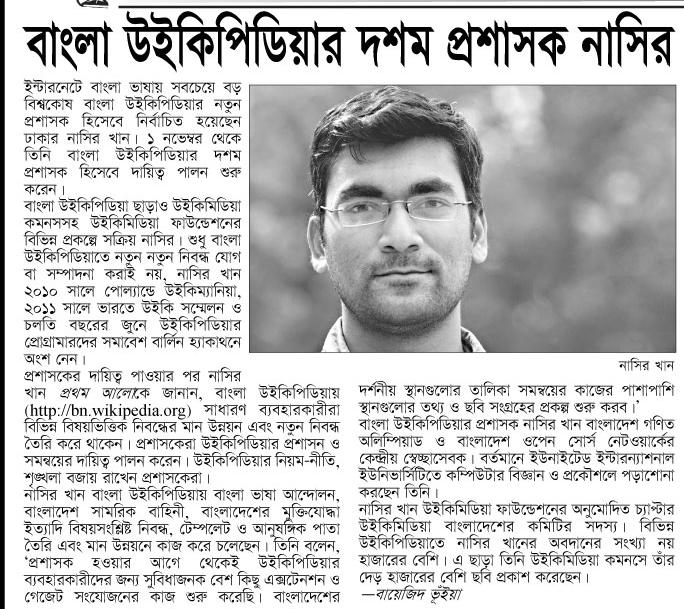 বাংলা উইকিপিডিয়ার দশম প্রশাসক নাসির
ইন্টারনেটে বাংলা ভাষায় সবচেয়ে বড়
বিশ্বকোষ বাংলা উইকিপিডিয়ার নতুন
প্রশাসক হিসেবে নির্বাচিত হয়েছেন
ঢাকার নাসির খান। ১ নভেম্বর থেকে
তিনি বাংলা উইকিপিডিয়ার দশম
প্রশাসক হিসেবে দায়িত্ব পালন শুরু
করেন।
বাংলা উইকিপিডিয়া ছাড়াও উইকিমিডিয়া
কমনসসহ উইকিমিডিয়া ফাউন্ডেশনের
বিভিন্ন প্রকল্পে সক্রিয় নাসির। শুধু বাংলা
উইকিপিডিয়াতে নতুন নতুন নিবন্ধ যোগ
বা সম্পাদনা করাই নয়, নাসির খান
২০১০ সালে পোল্যান্ডে উইকিম্যানিয়া,
২০১১ সালে ভারতে উইকি সম্মেলন ও
চলতি বছরের জুনে উইকিপিডিয়ার
প্রোগ্রামারদের সমাবেশ বার্লিন হ্যাকাথনে
অংশ নেন।
প্রশাসকের দায়িত্ব পাওয়ার পর নাসির
খান প্রথম আলোকে জানান, বাংলা উইকিপিডিয়ায়
(http://bn.wikipedia.org) সাধারণ ব্যবহারকারীরা
বিভিন্ন বিষয়ভিত্তিক নিবন্ধের মান উন্নয়ন এবং নতুন নিবন্ধ
তৈরি করে থাকেন। প্রশাসকেরা উইকিপিডিয়ার প্রশাসন ও
সমন্বয়ের দায়িত্ব পালন করেন। উইকিপিডিয়ার নিয়ম-নীতি,
শৃঙ্খলা বজায় রাখেন প্রশাসকেরা।
নাসির খান বাংলা উইকিপিডিয়ায় বাংলা ভাষা আন্দোলন,
বাংলাদেশ সামরিক বাহিনী, বাংলাদেশের মুক্তিযোদ্ধা
ইত্যাদি বিষয়সংশ্লিষ্ট নিবন্ধ, টেম্পলেট ও আনুষঙ্গিক পাতা
তৈরি এবং মান উন্নয়নে কাজ করে চলেছেন। তিনি বলেন,
‘প্রশাসক হওয়ার আগে থেকেই উইকিপিডিয়ার
ব্যবহারকারীদের জন্য সুবিধাজনক বেশ কিছু এক্সটেনশন ও
গেজেট সংযোজনের কাজ শুরু করেছি। বাংলাদেশের
নাসির খান
দর্শনীয় স্থানগুলোর তালিকা সমন্বয়ের কাজের পাশাপাশি
স্থানগুলোর তথ্য ও ছবি সংগ্রহের প্রকল্প শুরু করব।’
বাংলা উইকিপিডিয়ার প্রশাসক নাসির খান বাংলাদেশ গণিত
অলিম্পিয়াড ও বাংলাদেশ ওপেন সোর্স নেটওয়ার্কের
কেন্দ্রীয় স্বেচ্ছাসেবক। বর্তমানে ইউনাইটেড ইন্টারন্যাশনাল
ইউনিভার্সিটিতে কম্পিউটার বিজ্ঞান ও প্রকৌশলে পড়াশোনা
করছেন তিনি।
নাসির খান উইকিমিডিয়া ফাউন্ডেশনের অনুমোদিত চ্যাপ্টার
উইকিমিডিয়া বাংলাদেশের কমিটির সদস্য। বিভিন্ন
উইকিপিডিয়াতে নাসির খানের অবদানের সংখ্যা নয়
হাজারের বেশি। এ ছাড়া তিনি উইকিমিডিয়া কমনসে তাঁর
দেড় হাজারের বেশি ছবি প্রকাশ করেছেন।
—বায়েজিদ ভূঁইয়া